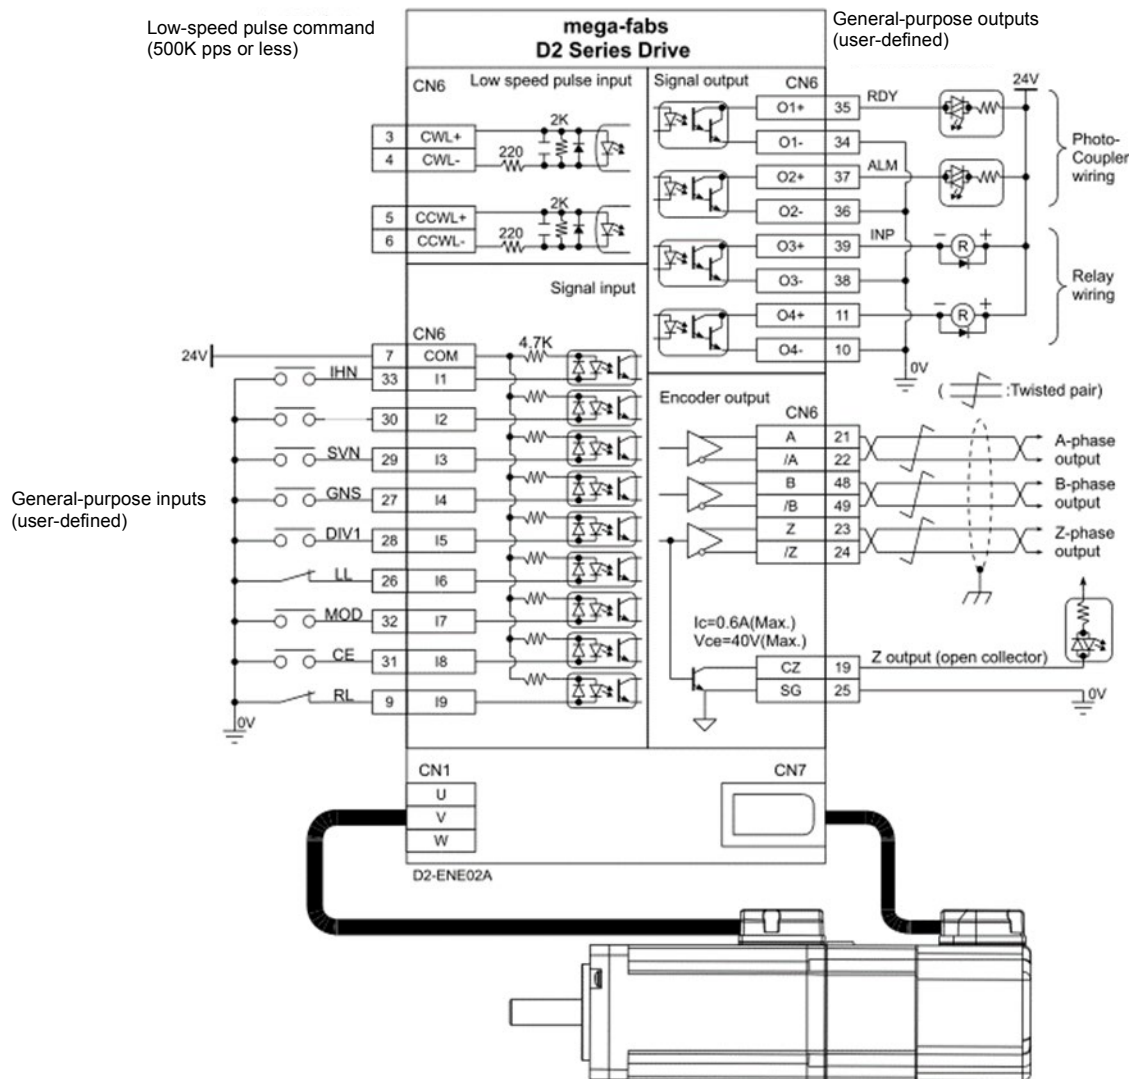 Low-speed pulse command
(500K pps or less)
mega-fabs
D2 Series Drive
General-purpose outputs
(user-defined)
CN6
Low speed pulse input
3 CWL+
4 CWL-
220
2K
5 CCWL+
6 CCWL-
220
2K
Signal output
CN6
24V
O1+ 35 RDY
O1- 34
O2+ 37 ALM
O2- 36
O3+ 39 INP
O3- 38
O4+ 11
O4- 10
0V
Photo-
Coupler
wiring
Relay
wiring
- R +
- R +
Signal input
CN6
24V
7 COM
4.7K
IHN 33 I1
30 I2
SVN 29 I3
GNS 27 I4
DIV1 28 I5
LL 26 I6
MOD 32 I7
CE 31 I8
RL 9 I9
0V
General-purpose inputs
(user-defined)
Encoder output
CN6
( :Twisted pair)
A 21
/A 22
A-phase
output
B 48
/B 49
B-phase
output
Z 23
/Z 24
Z-phase
output
Ic=0.6A(Max.)
Vce=40V(Max.)
CZ 19 Z output (open collector)
SG 25
0V
CN1
U
V
W
CN7
D2-ENE02A